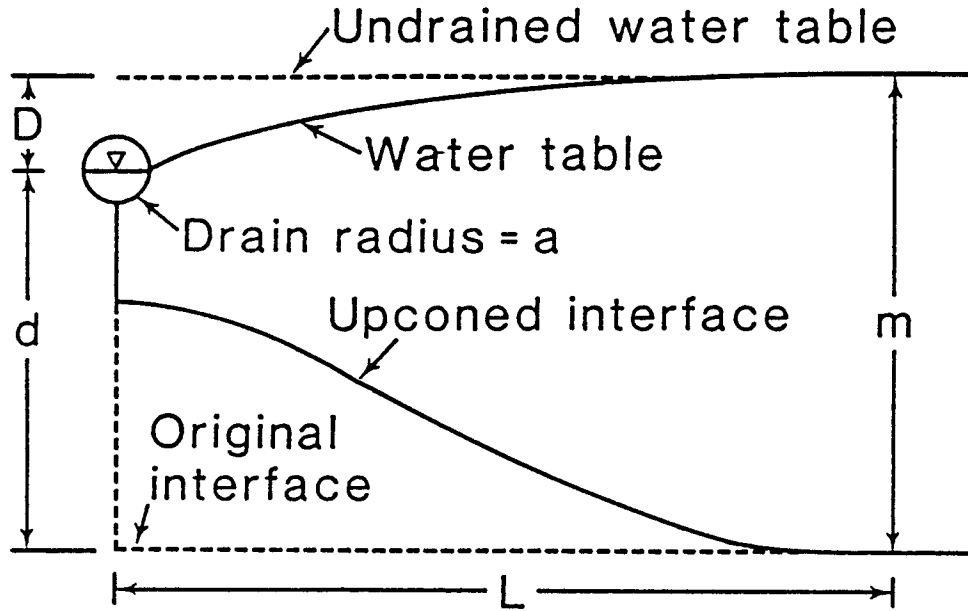 Undrained water table
D
Water table
Drain radius = a
d
Upconed interface
m
Original
interface
L